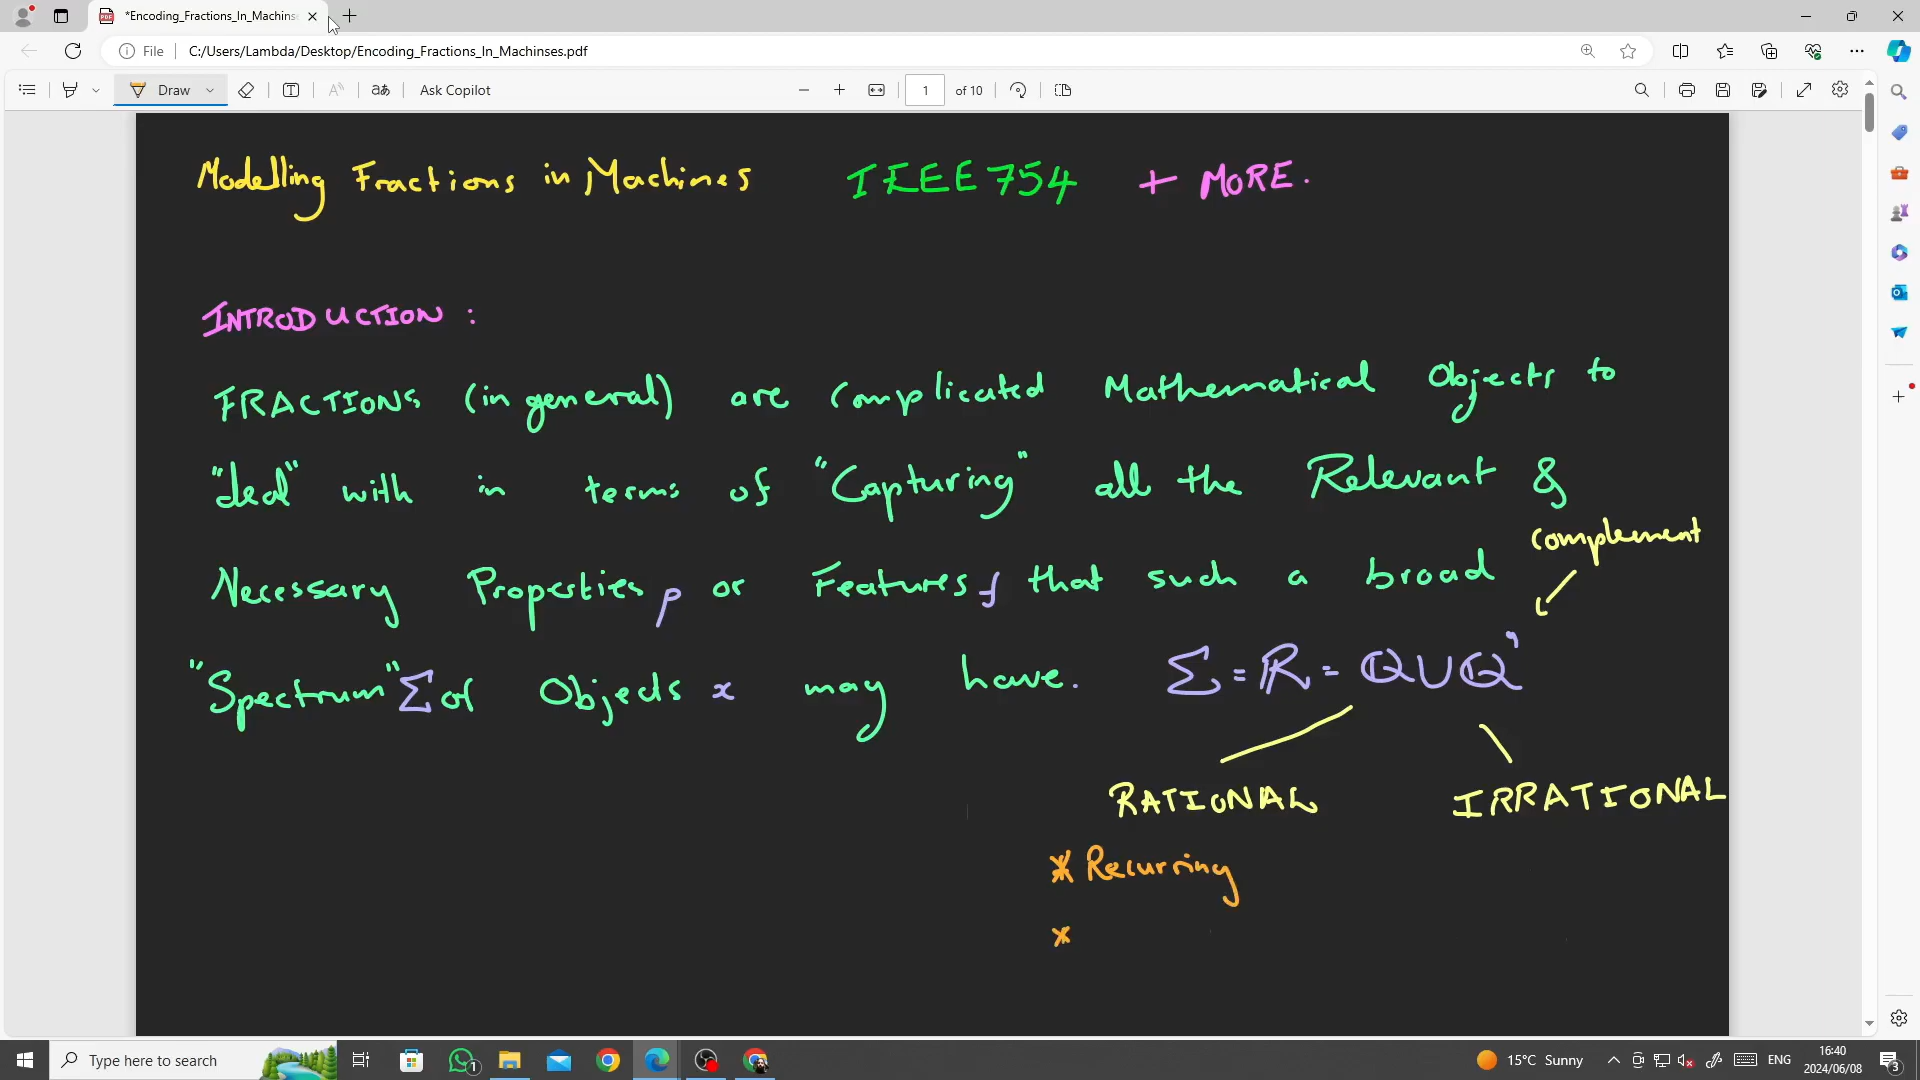 *Encoding_Fractions_In_Machins
File C:/Users/Lambda/Desktop/Encoding_Fractions_In_Machinses.pdf
Draw Ask Copilot 1 of 10
Modelling Fractions in Machines IEEE754 + MORE.
INTRODUCTION :
FRACTIONS (in general) are complicated Mathematical Objects to
"deal" with in terms of "Capturing" all the Relevant &
complement
Necessary Properties p or Features f that such a broad
"Spectrum" Σ of Objects x may have. Σ = ℝ = ℚ ∪ ℚ'
RATIONAL IRRATIONAL
* Recurring
*
Type here to search
1
15°C Sunny
ENG
16:40
2024/06/08
3